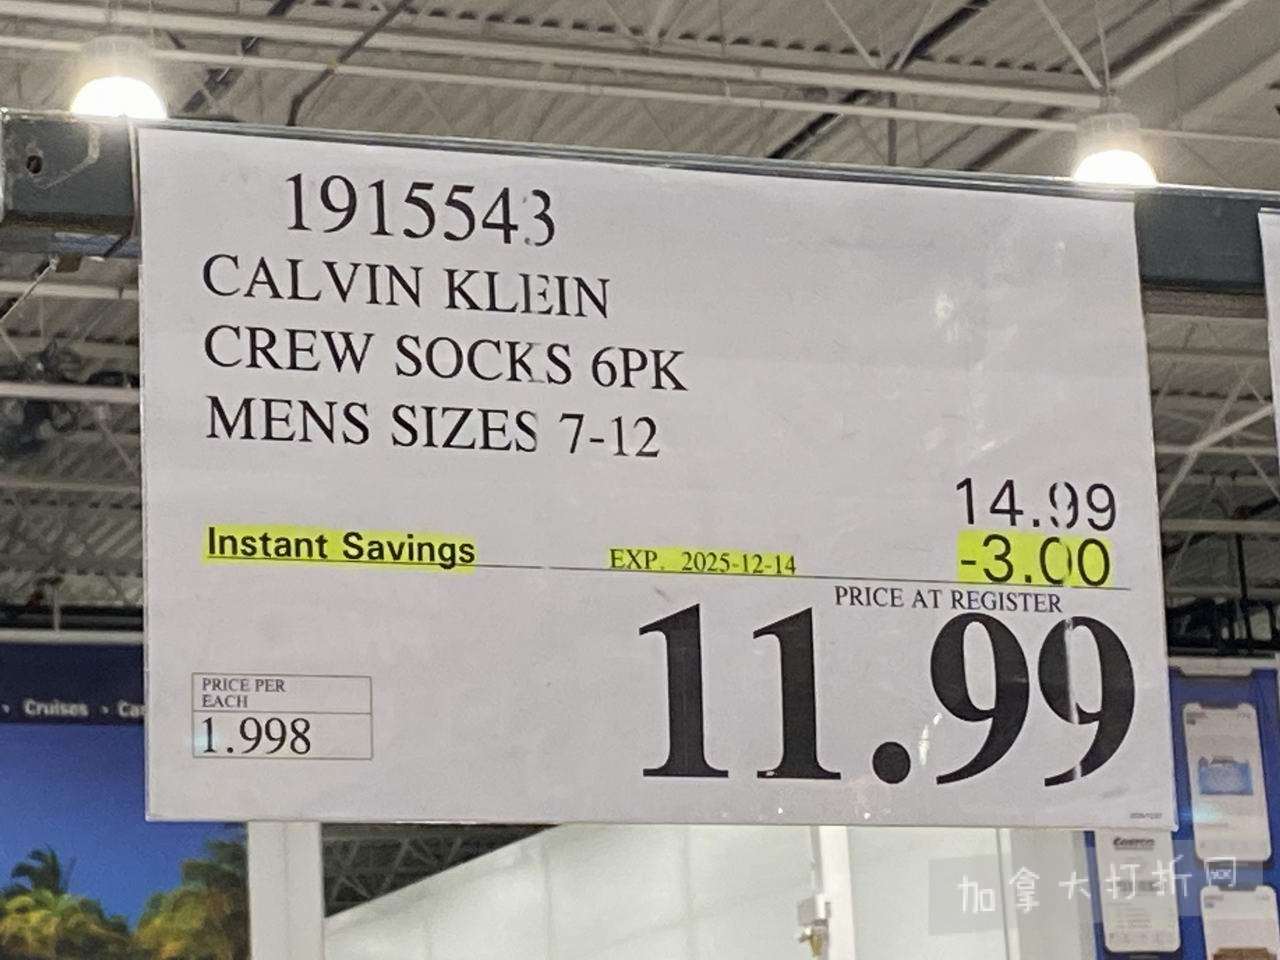 1915543
CALVIN KLEIN
CREW SOCKS 6PK
MENS SIZES 7-12
14.99
Instant Savings EXP. 2025-12-14 -3.00
PRICE AT REGISTER
11.99
PRICE PER
EACH
1.998
Cruises
Costco
加拿大打折网